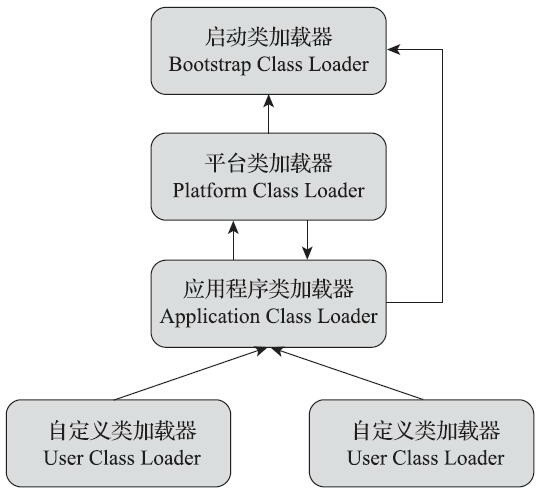 启动类加载器
Bootstrap Class Loader
平台类加载器
Platform Class Loader
应用程序类加载器
Application Class Loader
自定义类加载器
User Class Loader
自定义类加载器
User Class Loader